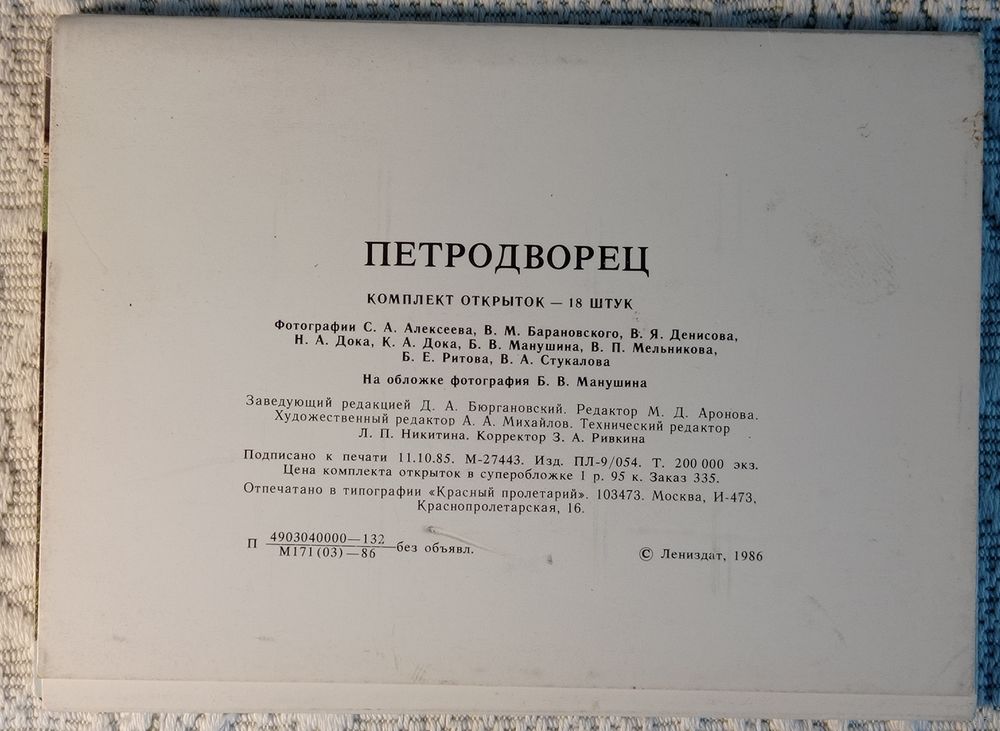 ПЕТРОДВОРЕЦ
КОМПЛЕКТ ОТКРЫТОК — 18 ШТУК
Фотографии С. А. Алексеева, В. М. Барановского, В. Я. Денисова,
Н. А. Дока, К. А. Дока, Б. В. Манушина, В. П. Мельникова,
Б. Е. Ритова, В. А. Стукалова
На обложке фотография Б. В. Манушина
Заведующий редакцией Д. А. Бюргановский. Редактор М. Д. Аронова.
Художественный редактор А. А. Михайлов. Технический редактор
Л. П. Никитина. Корректор З. А. Ривкина
Подписано к печати 11.10.85. М-27443. Изд. ПЛ-9/054. Т. 200 000 экз.
Цена комплекта открыток в суперобложке 1 р. 95 к. Заказ 335.
Отпечатано в типографии «Красный пролетарий». 103473. Москва, И-473,
Краснопролетарская, 16.
П 4903040000—132
М171(03)—86 —без объявл.
© Лениздат, 1986